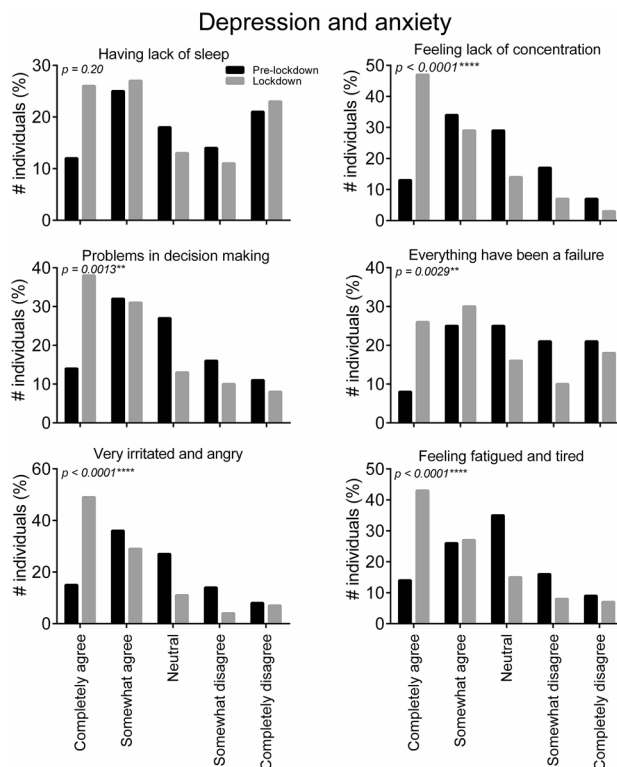 Depression and anxiety
Having lack of sleep
p = 0.20
Pre-lockdown
Lockdown
# individuals (%)
30
20
10
0
Feeling lack of concentration
p < 0.0001****
# individuals (%)
50
40
30
20
10
0
Problems in decision making
p = 0.0013**
# individuals (%)
40
30
20
10
0
Everything have been a failure
p = 0.0029**
# individuals (%)
40
30
20
10
0
Very irritated and angry
p < 0.0001****
# individuals (%)
60
40
20
0
Completely agree
Somewhat agree
Neutral
Somewhat disagree
Completely disagree
Feeling fatigued and tired
p < 0.0001****
# individuals (%)
50
40
30
20
10
0
Completely agree
Somewhat agree
Neutral
Somewhat disagree
Completely disagree